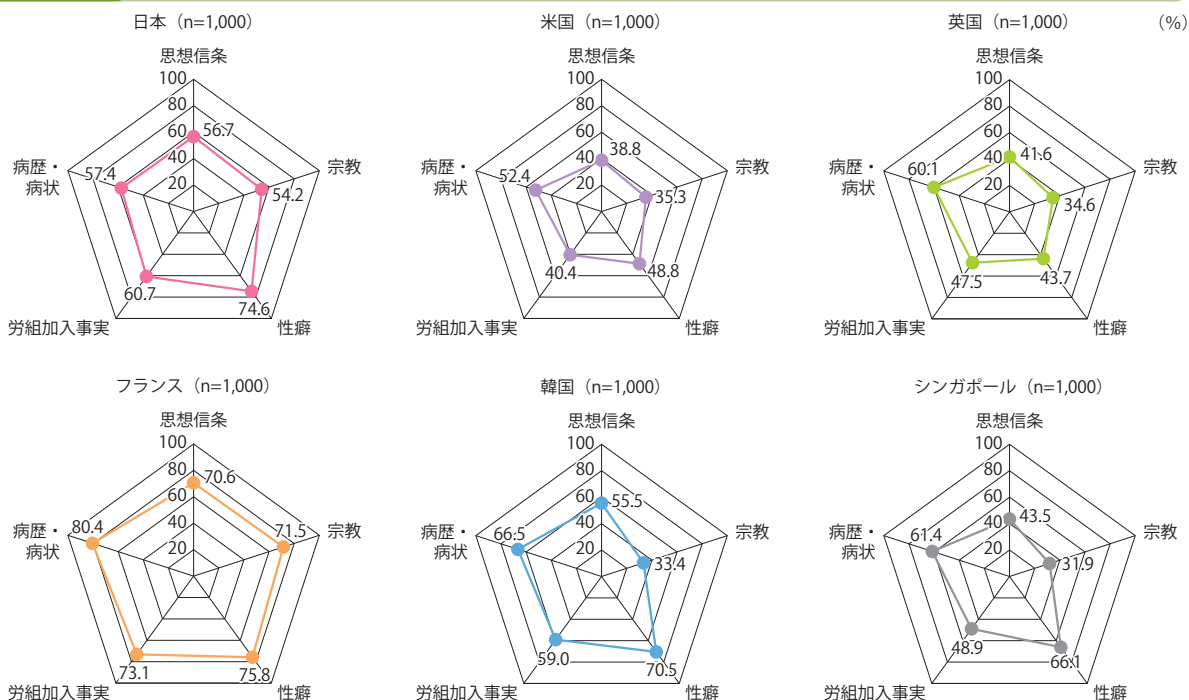 日本（n=1,000）
思想信条
100
80
60
40
20
56.7
宗教
54.2
性癖
74.6
労組加入事実
60.7
病歴・
病状
57.4
米国（n=1,000）
思想信条
100
80
60
40
20
38.8
宗教
35.3
性癖
48.8
労組加入事実
40.4
病歴・
病状
52.4
英国（n=1,000）
（%）
思想信条
100
80
60
40
20
41.6
宗教
34.6
性癖
43.7
労組加入事実
47.5
病歴・
病状
60.1
フランス（n=1,000）
思想信条
100
80
60
40
20
70.6
宗教
71.5
性癖
75.8
労組加入事実
73.1
病歴・
病状
80.4
韓国（n=1,000）
思想信条
100
80
60
40
20
55.5
宗教
33.4
性癖
70.5
労組加入事実
59.0
病歴・
病状
66.5
シンガポール（n=1,000）
思想信条
100
80
60
40
20
43.5
宗教
31.9
性癖
66.1
労組加入事実
48.9
病歴・
病状
61.4